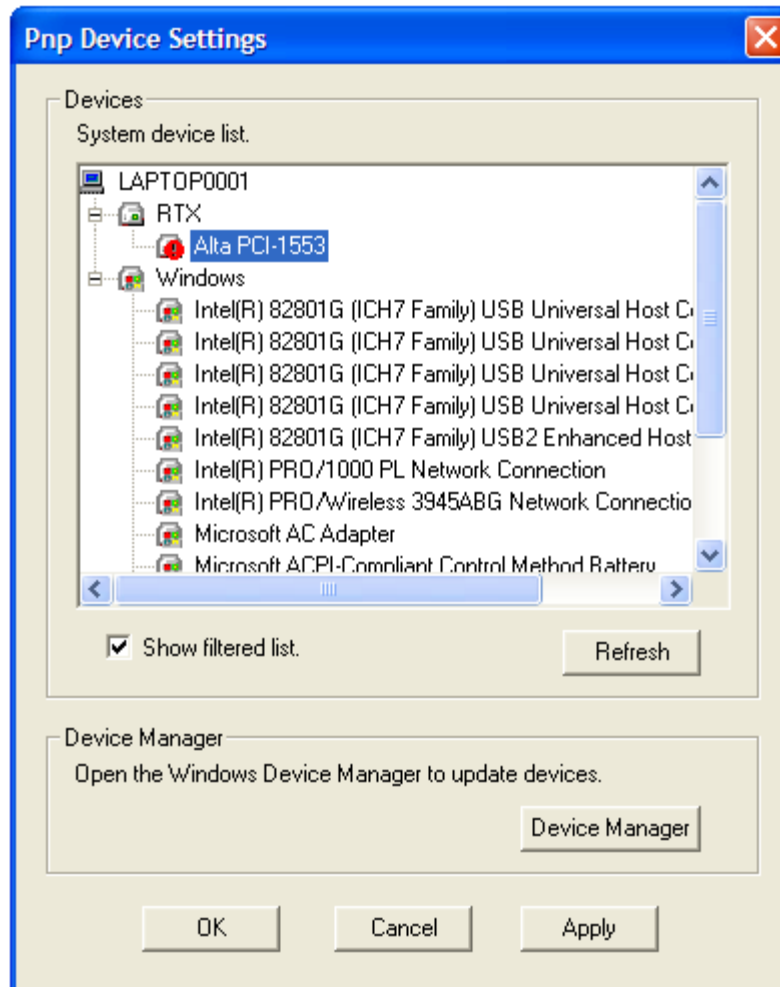 Pnp Device Settings
Devices
System device list.
LAPTOP0001
RTX
Alta PCI-1553
Windows
Intel(R) 82801G (ICH7 Family) USB Universal Host C
Intel(R) 82801G (ICH7 Family) USB Universal Host C
Intel(R) 82801G (ICH7 Family) USB Universal Host C
Intel(R) 82801G (ICH7 Family) USB Universal Host C
Intel(R) 82801G (ICH7 Family) USB2 Enhanced Host
Intel(R) PRO/1000 PL Network Connection
Intel(R) PRO/Wireless 3945ABG Network Connectio
Microsoft AC Adapter
Microsoft ACPI-Compliant Control Method Battery
Show filtered list.
Refresh
Device Manager
Open the Windows Device Manager to update devices.
Device Manager
OK Cancel Apply